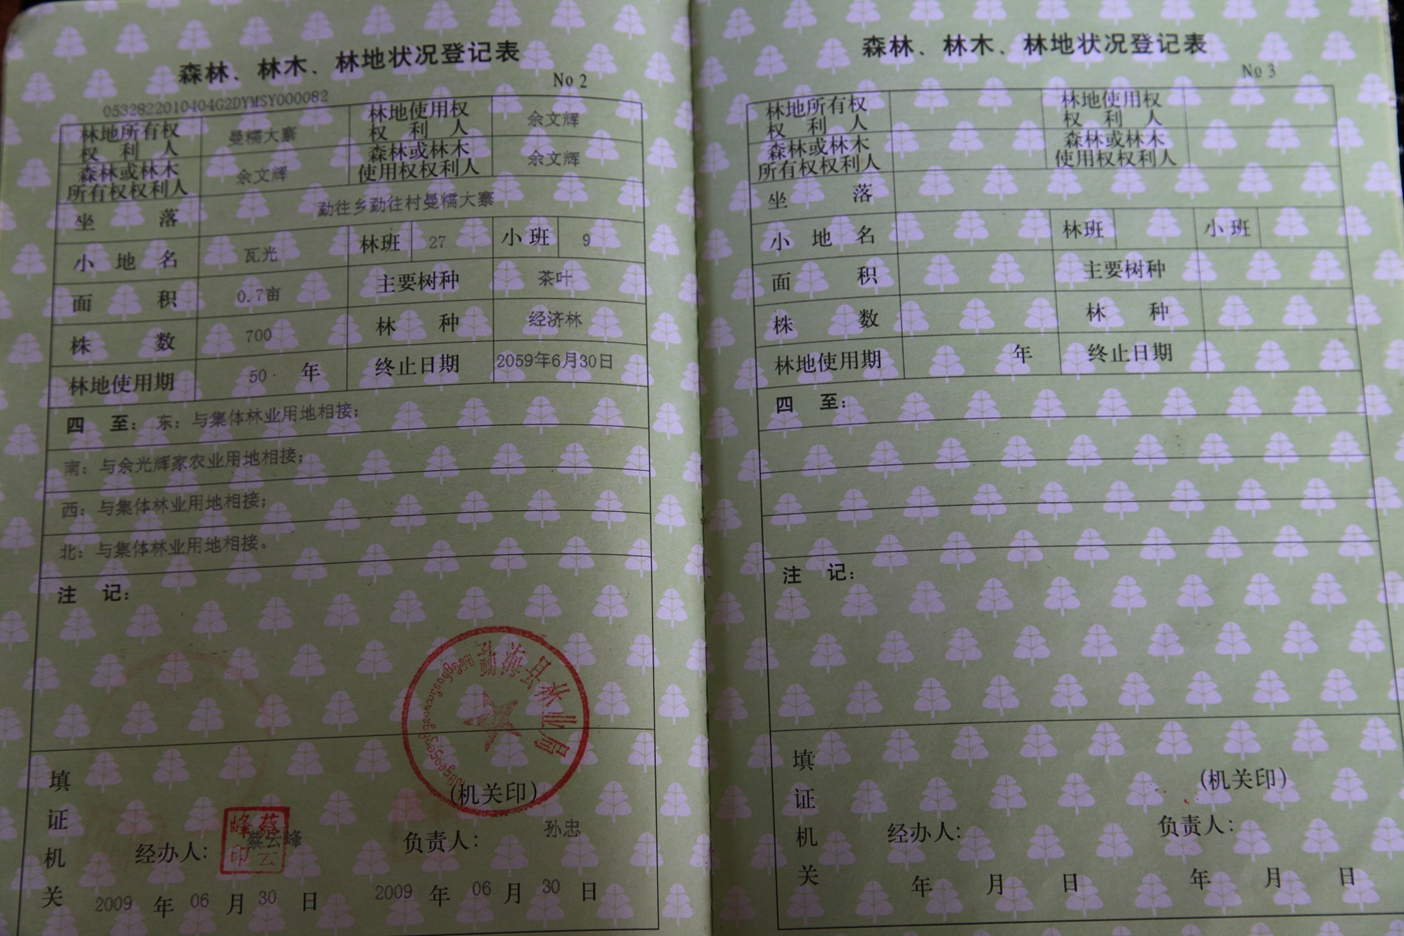 森林、林木、林地状况登记表
No 2
0532822010404G2DYMSY000082
林地所有权权利人 曼糯大寨 林地使用权权利人 余文辉
森林或林木所有权权利人 余文辉 森林或林木使用权权利人 余文辉
坐落 勐往乡勐往村曼糯大寨
小地名 瓦光 林班 27 小班 9
面积 0.7亩 主要树种 茶叶
株数 700 林种 经济林
林地使用期 50 年 终止日期 2059年6月30日
四至：东：与集体林业用地相接；
南：与余光辉家农业用地相接；
西：与集体林业用地相接；
北：与集体林业用地相接。
注记：
勐海县林业局
(机关印)
填证机关
经办人：蔡云峰 负责人：孙忠
蔡云峰印
2009 年 06 月 30 日 2009 年 06 月 30 日
森林、林木、林地状况登记表
No 3
林地所有权权利人 林地使用权权利人
森林或林木所有权权利人 森林或林木使用权权利人
坐落
小地名 林班 小班
面积 主要树种
株数 林种
林地使用期 年 终止日期
四至：
注记：
填证机关
(机关印)
经办人： 负责人：
年 月 日 年 月 日